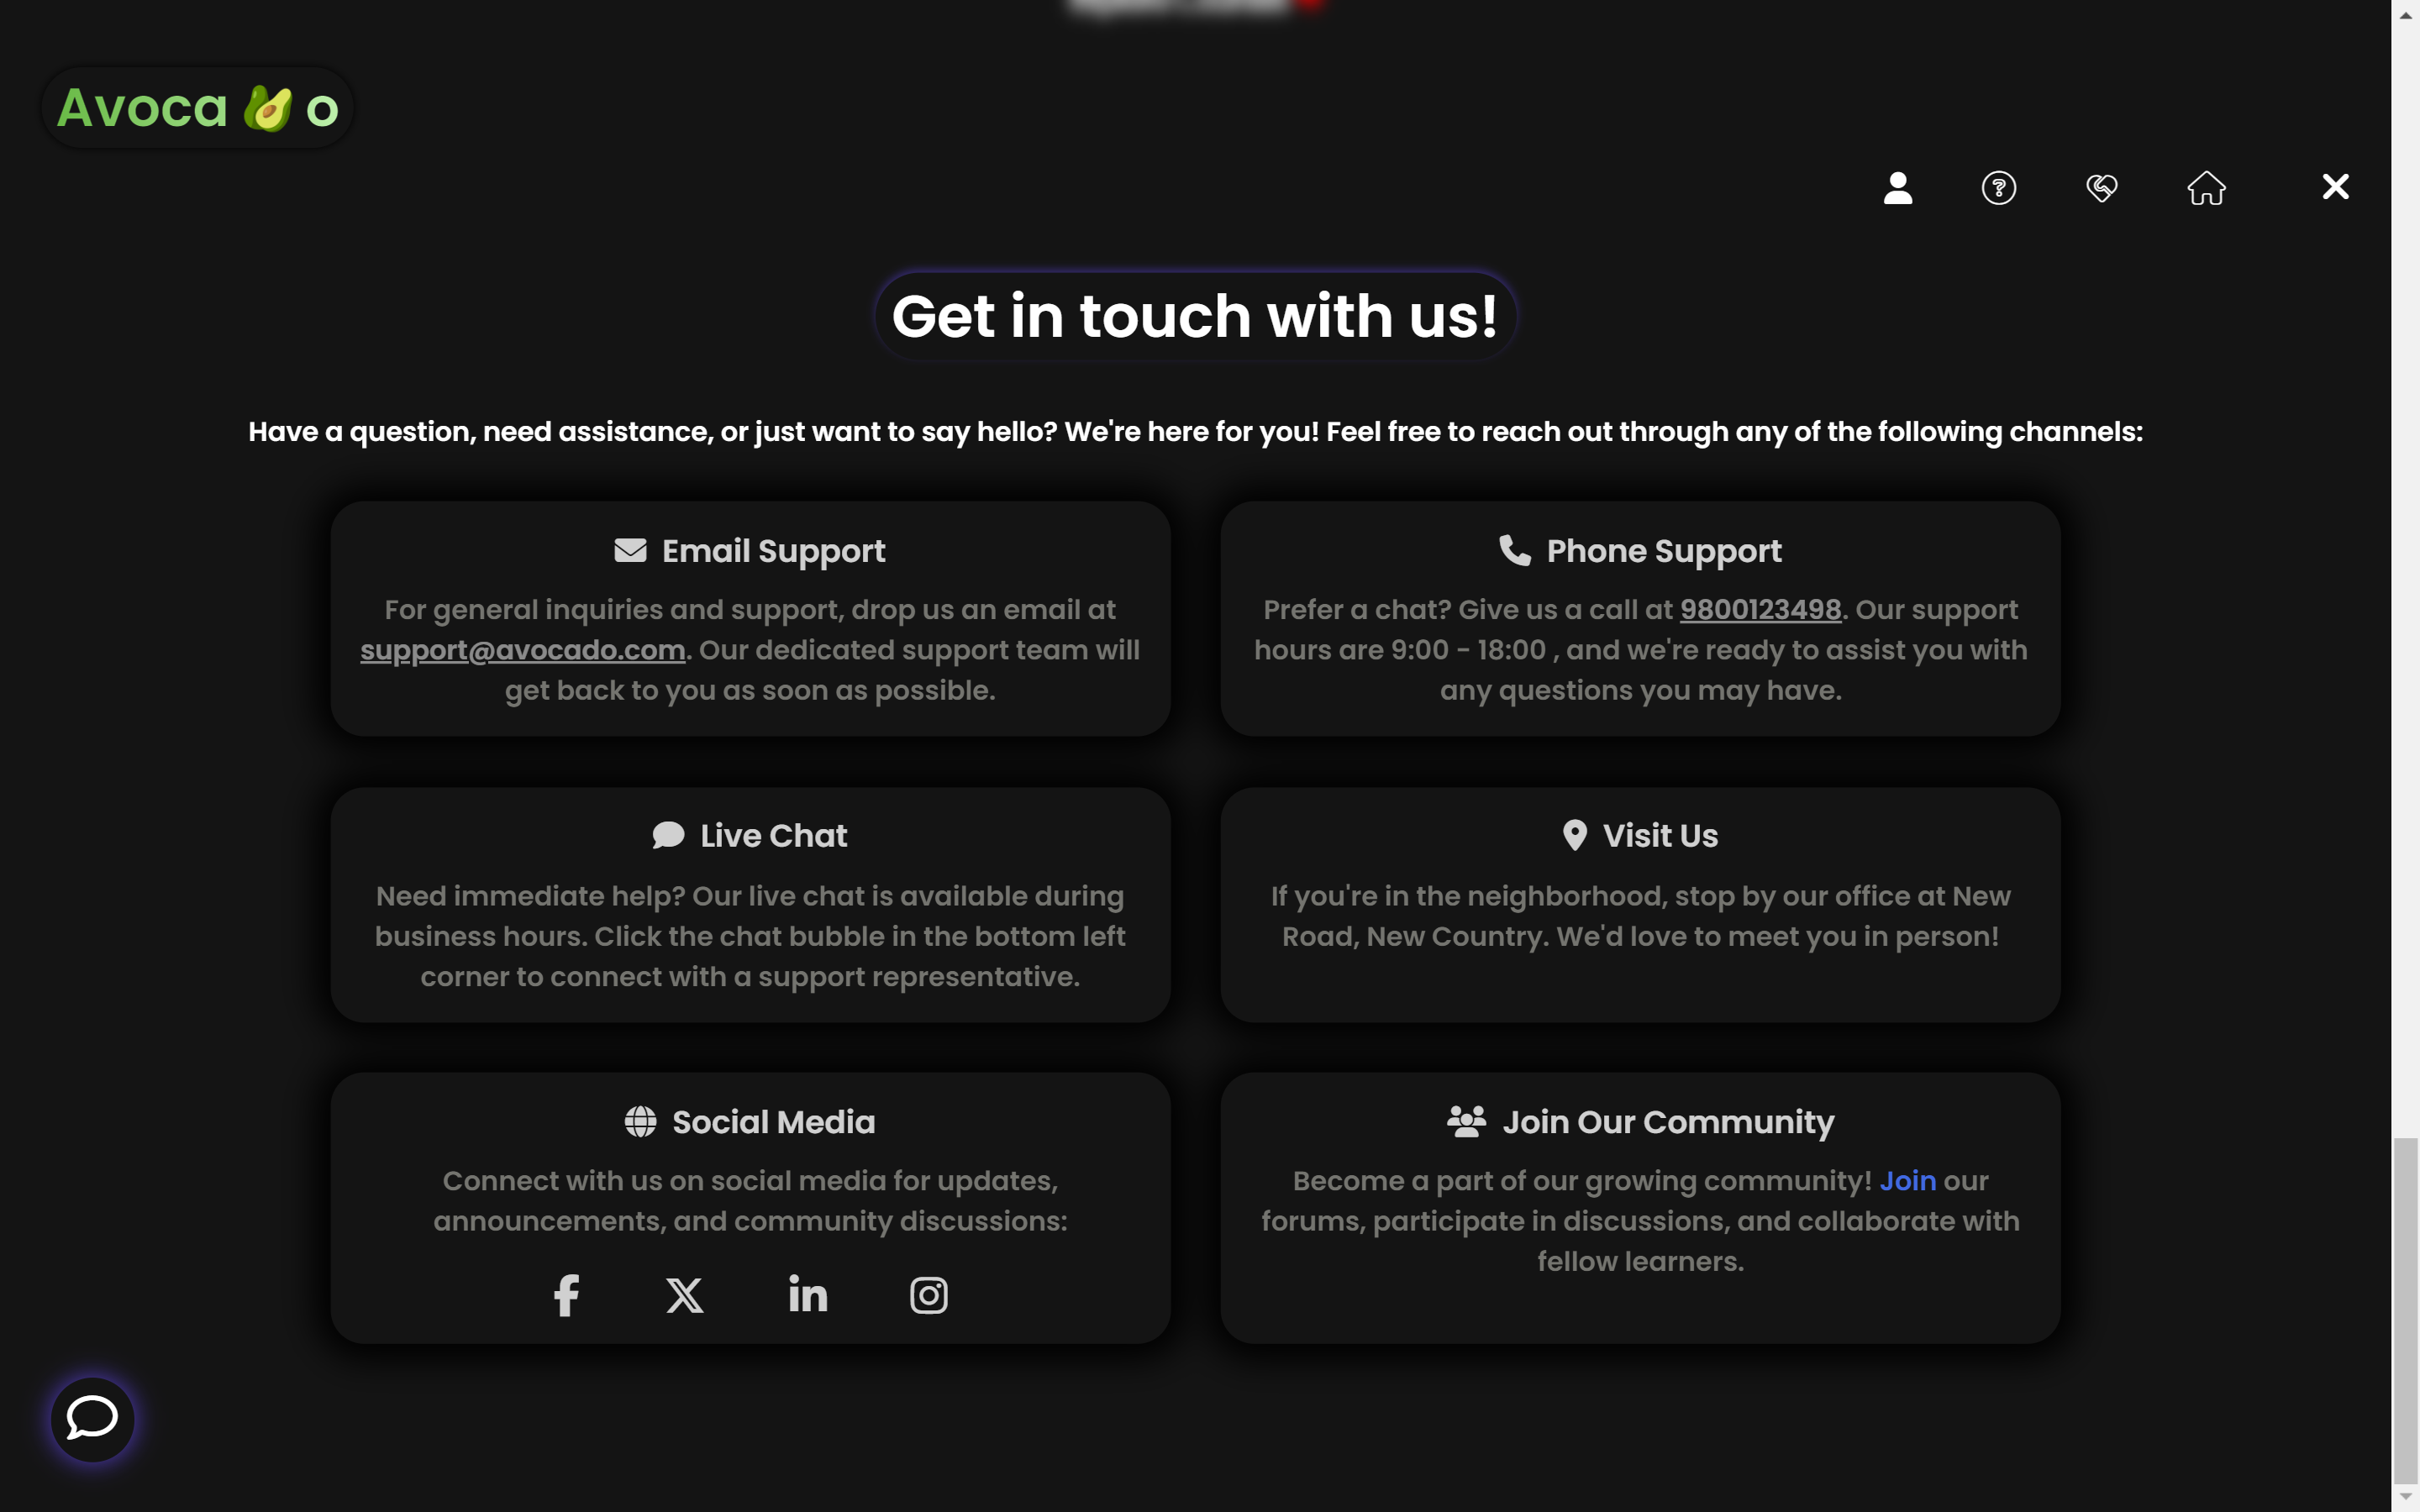 Avoca🥑o
Get in touch with us!
Have a question, need assistance, or just want to say hello? We're here for you! Feel free to reach out through any of the following channels:
Email Support
For general inquiries and support, drop us an email at
support@avocado.com. Our dedicated support team will
get back to you as soon as possible.
Phone Support
Prefer a chat? Give us a call at 9800123498. Our support
hours are 9:00 - 18:00 , and we're ready to assist you with
any questions you may have.
Live Chat
Need immediate help? Our live chat is available during
business hours. Click the chat bubble in the bottom left
corner to connect with a support representative.
Visit Us
If you're in the neighborhood, stop by our office at New
Road, New Country. We'd love to meet you in person!
Social Media
Connect with us on social media for updates,
announcements, and community discussions:
Join Our Community
Become a part of our growing community! Join our
forums, participate in discussions, and collaborate with
fellow learners.